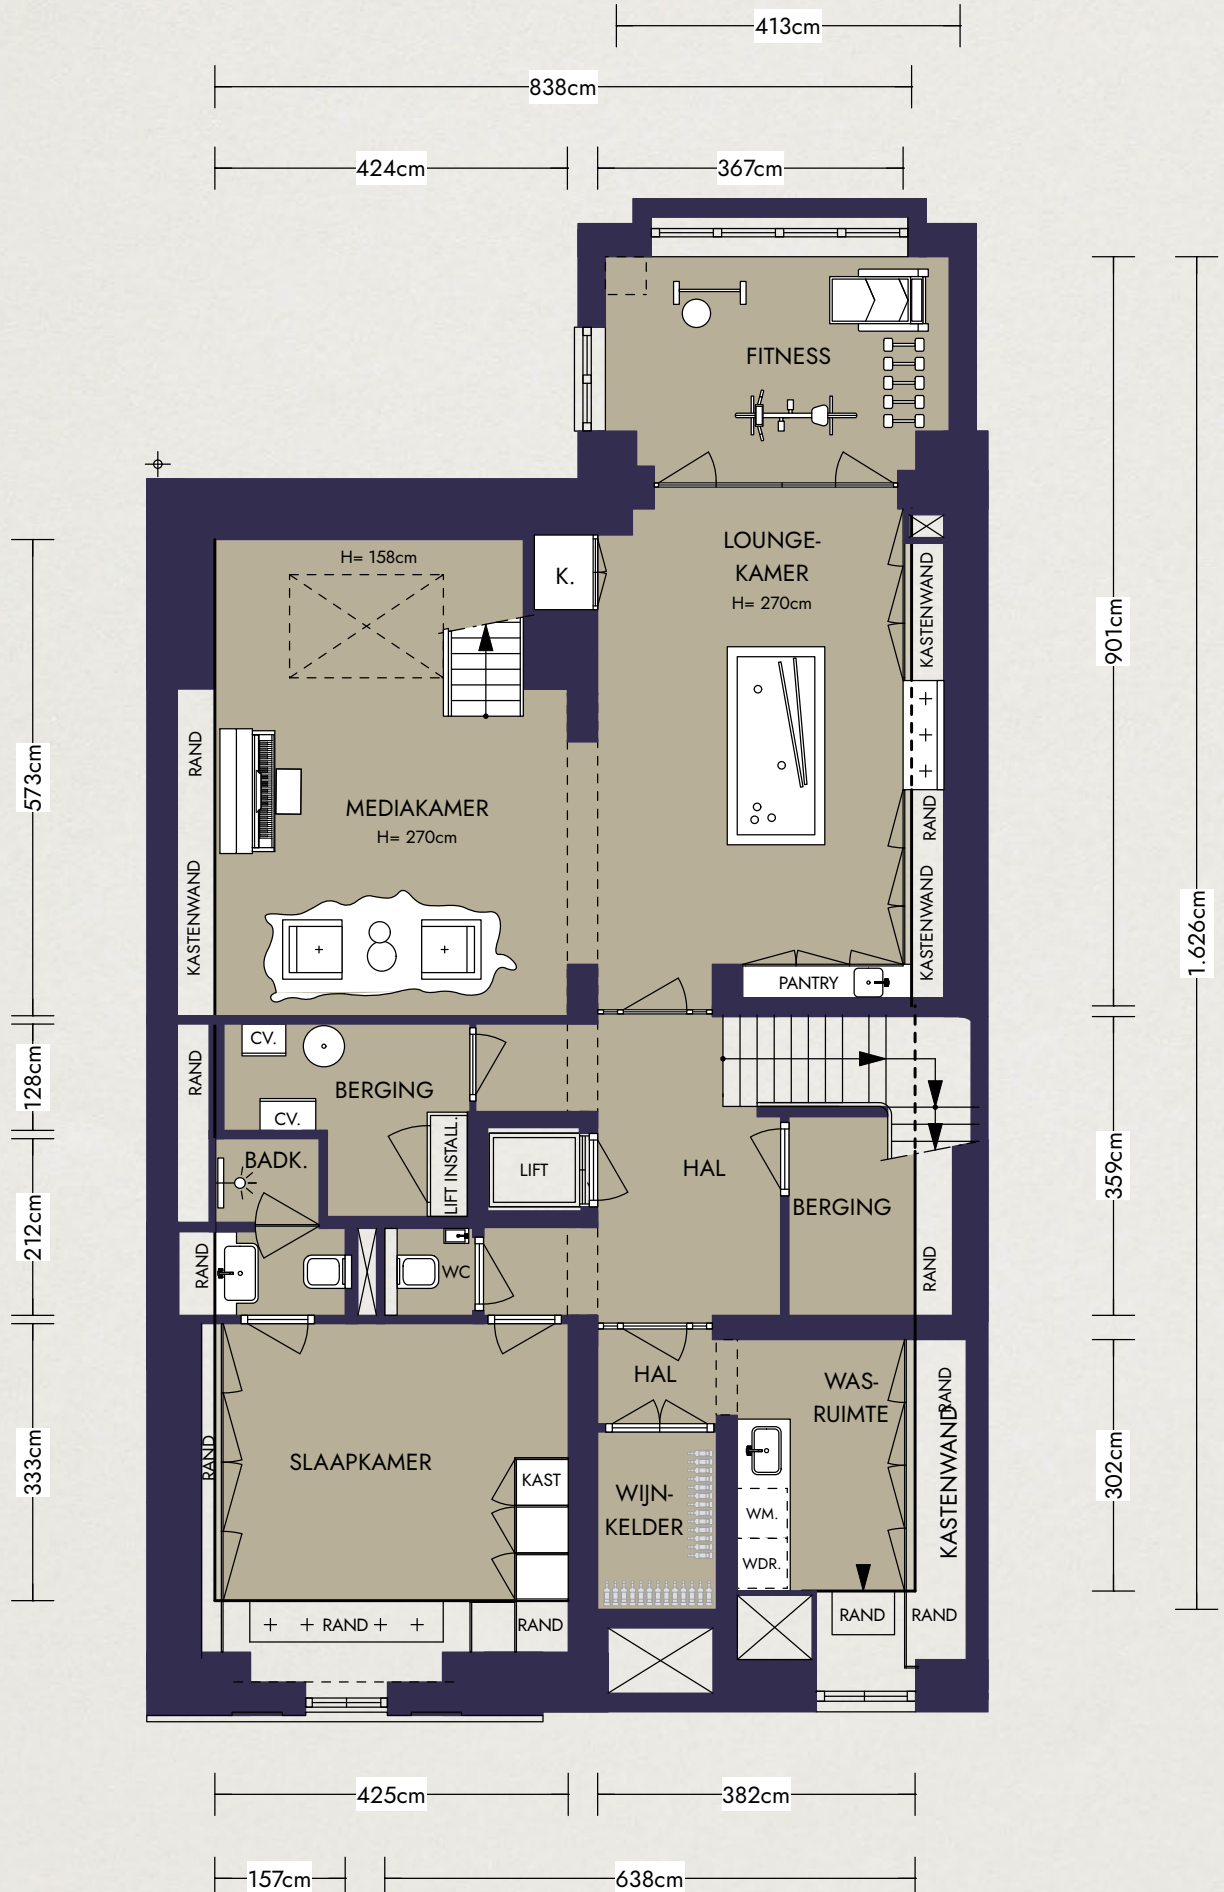 413cm
838cm
424cm
367cm
FITNESS
H= 158cm
K.
LOUNGE-
KAMER
H= 270cm
KASTENWAND
901cm
573cm
RAND
MEDIAKAMER
H= 270cm
RAND
KASTENWAND
KASTENWAND
1.626cm
PANTRY
CV.
128cm
RAND
BERGING
CV.
LIFT INSTALL.
LIFT
HAL
359cm
BADK.
BERGING
212cm
RAND
WC
RAND
HAL
WAS-
RUIMTE
RAND
KASTENWAND
333cm
RAND
SLAAPKAMER
KAST
WIJN-
KELDER
WM.
WDR.
302cm
RAND
RAND
RAND
RAND
425cm
382cm
157cm
638cm